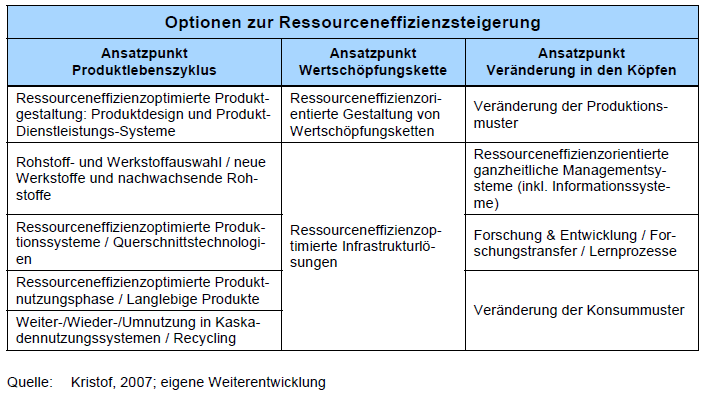 Optionen zur Ressourceneffizienzsteigerung
Ansatzpunkt
Produktlebenszyklus
Ansatzpunkt
Wertschöpfungskette
Ansatzpunkt
Veränderung in den Köpfen
Ressourceneffizienzoptimierte Produkt-
gestaltung: Produktdesign und Produkt-
Dienstleistungs-Systeme
Ressourceneffizienzori-
entierte Gestaltung von
Wertschöpfungsketten
Veränderung der Produktions-
muster
Rohstoff- und Werkstoffauswahl / neue
Werkstoffe und nachwachsende Roh-
stoffe
Ressourceneffizienzoptimierte Produk-
tionssysteme / Querschnittstechnologi-
en
Ressourceneffizienzoptimierte Produkt-
nutzungsphase / Langlebige Produkte
Weiter-/Wieder-/Umnutzung in Kaska-
dennutzungssystemen / Recycling
Ressourceneffizienzop-
timierte Infrastrukturlö-
sungen
Ressourceneffizienzorientierte
ganzheitliche Managementsy-
steme (inkl. Informationssyste-
me)
Forschung & Entwicklung / For-
schungstransfer / Lernprozesse
Veränderung der Konsummuster
Quelle: Kristof, 2007; eigene Weiterentwicklung